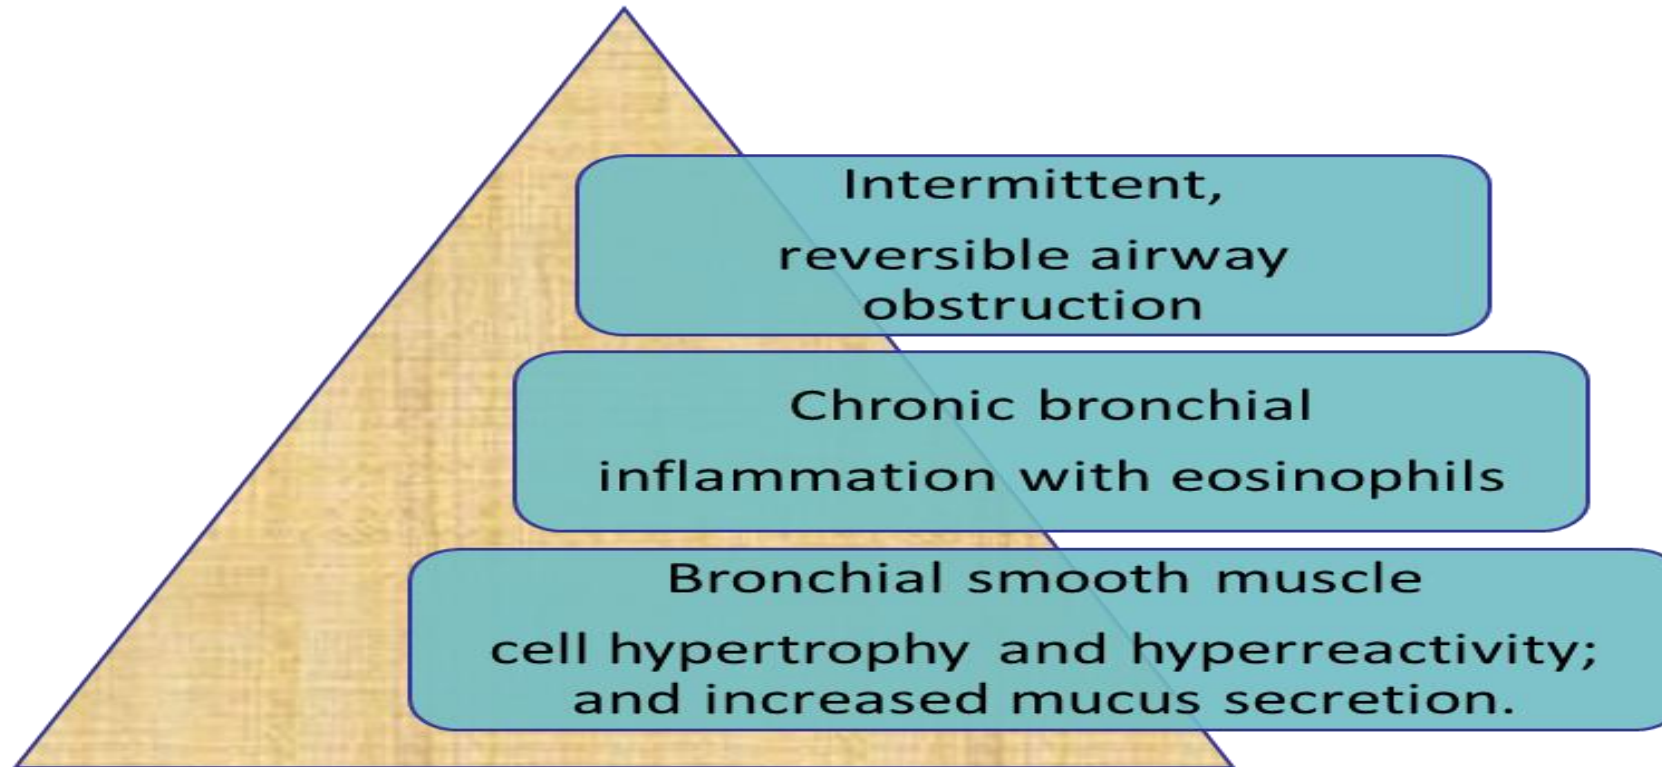 Intermittent,
reversible airway
obstruction
Chronic bronchial
inflammation with eosinophils
Bronchial smooth muscle
cell hypertrophy and hyperreactivity;
and increased mucus secretion.